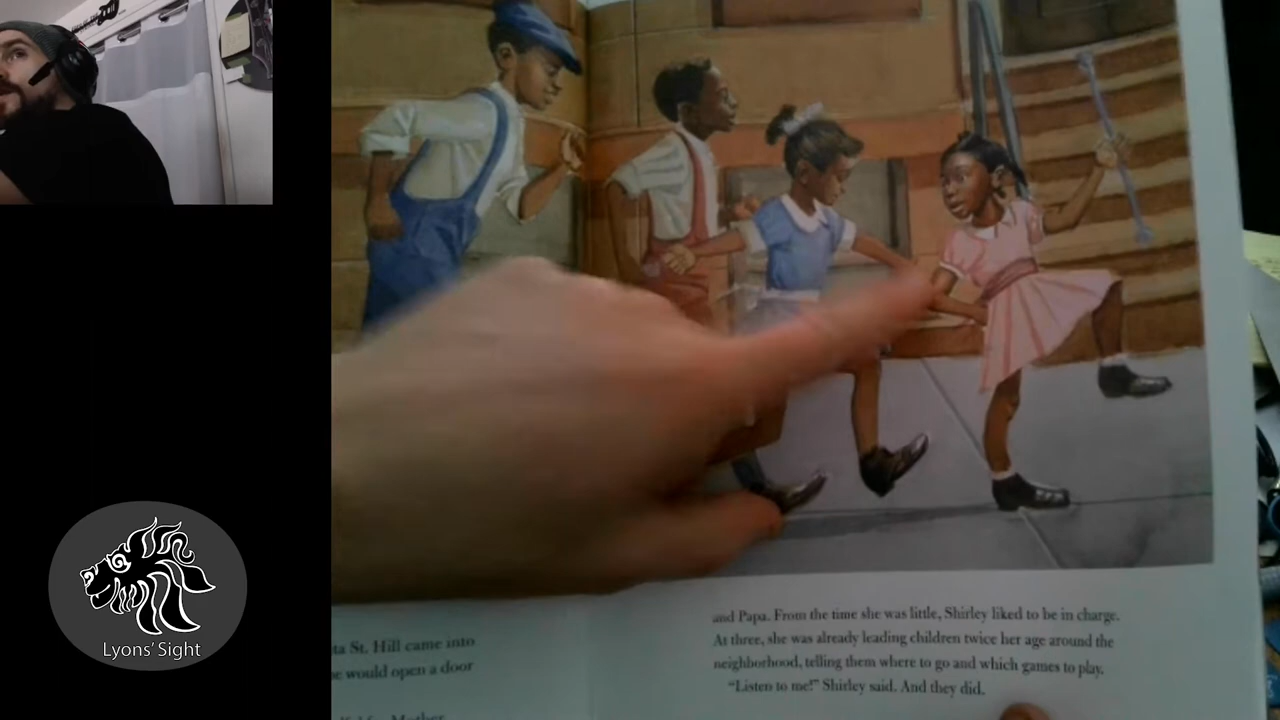 Lyons' Sight
ta St. Hill came into
would open a door
and Papa. From the time she was little, Shirley liked to be in charge.
At three, she was already leading children twice her age around the
neighborhood, telling them where to go and which games to play.
"Listen to me!" Shirley said. And they did.
Mother